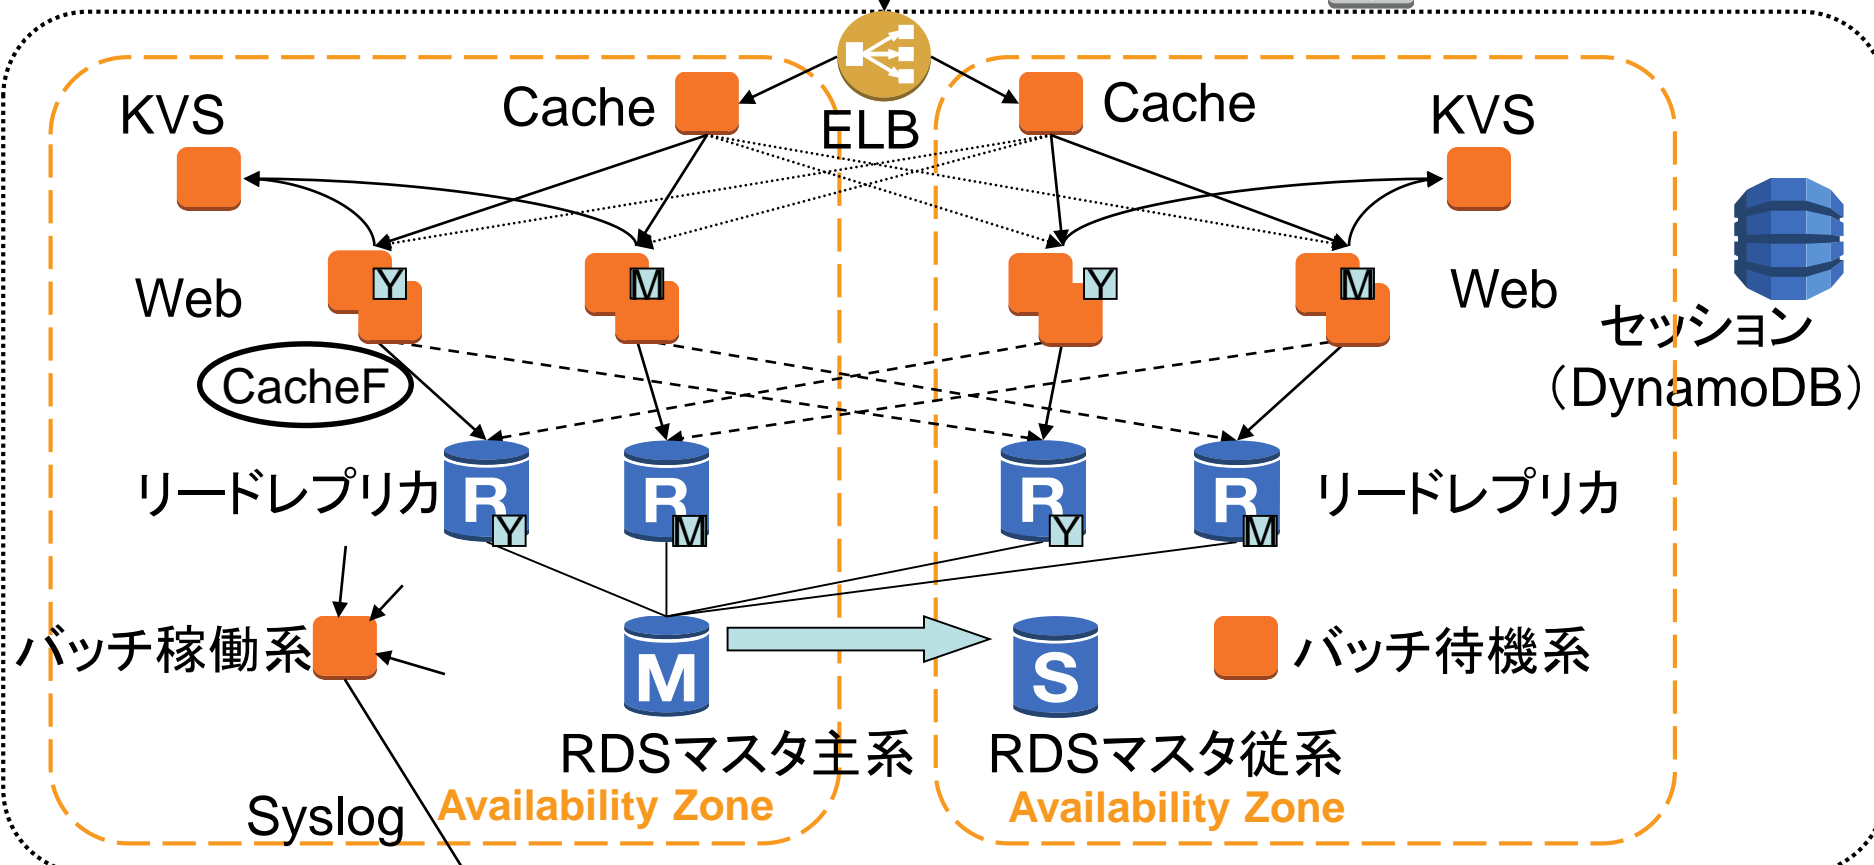 KVS
Cache
ELB
Cache
KVS
Web
Y
M
Y
M
Web
セッション
（DynamoDB）
CacheF
リードレプリカ
R
Y
R
M
R
Y
R
M
リードレプリカ
バッチ稼働系
M
S
バッチ待機系
RDSマスタ主系
RDSマスタ従系
Syslog
Availability Zone
Availability Zone